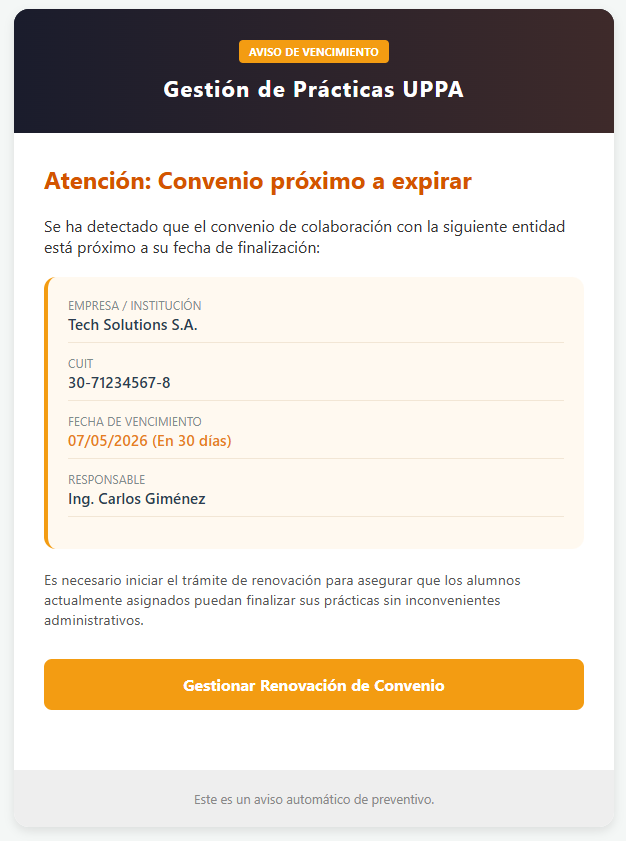 AVISO DE VENCIMIENTO
Gestión de Prácticas UPPA
Atención: Convenio próximo a expirar
Se ha detectado que el convenio de colaboración con la siguiente entidad
está próximo a su fecha de finalización:
EMPRESA / INSTITUCIÓN
Tech Solutions S.A.
CUIT
30-71234567-8
FECHA DE VENCIMIENTO
07/05/2026 (En 30 días)
RESPONSABLE
Ing. Carlos Giménez
Es necesario iniciar el trámite de renovación para asegurar que los alumnos
actualmente asignados puedan finalizar sus prácticas sin inconvenientes
administrativos.
Gestionar Renovación de Convenio
Este es un aviso automático de preventivo.